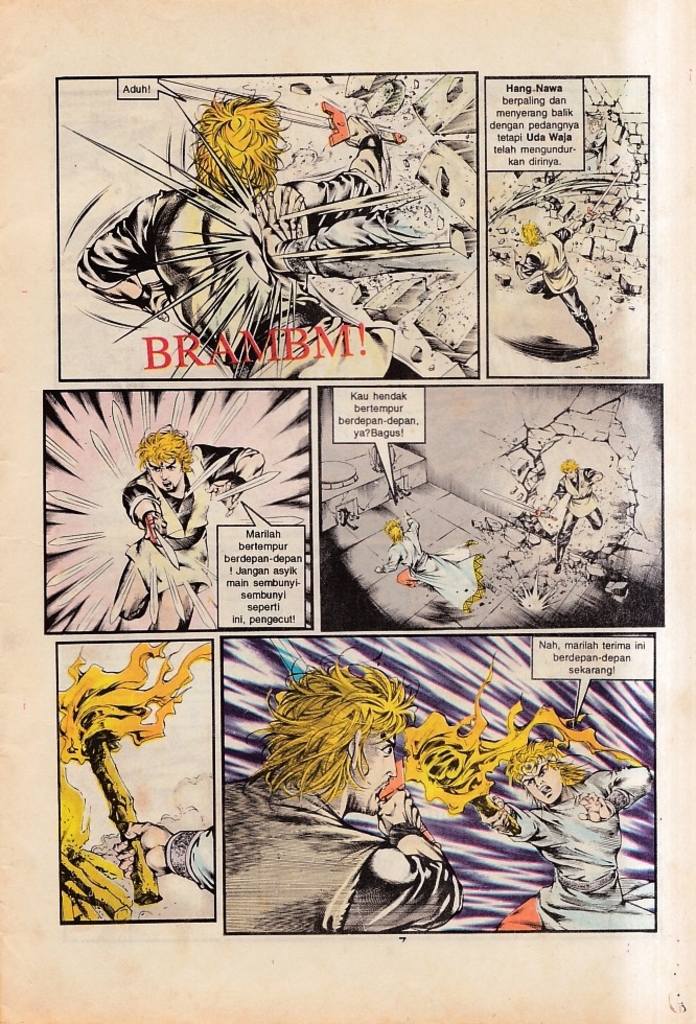 Aduh!
BRAMBM!
Hang Nawa
berpaling dan
menyerang balik
dengan pedangnya
tetapi Uda Waja
telah mengundur-
kan dirinya.
Marilah
bertempur
berdepan-depan
! Jangan asyik
main sembunyi-
sembunyi
seperti
ini, pengecut!
Kau hendak
bertempur
berdepan-depan,
ya?Bagus!
Nah, marilah terima ini
berdepan-depan
sekarang!
7